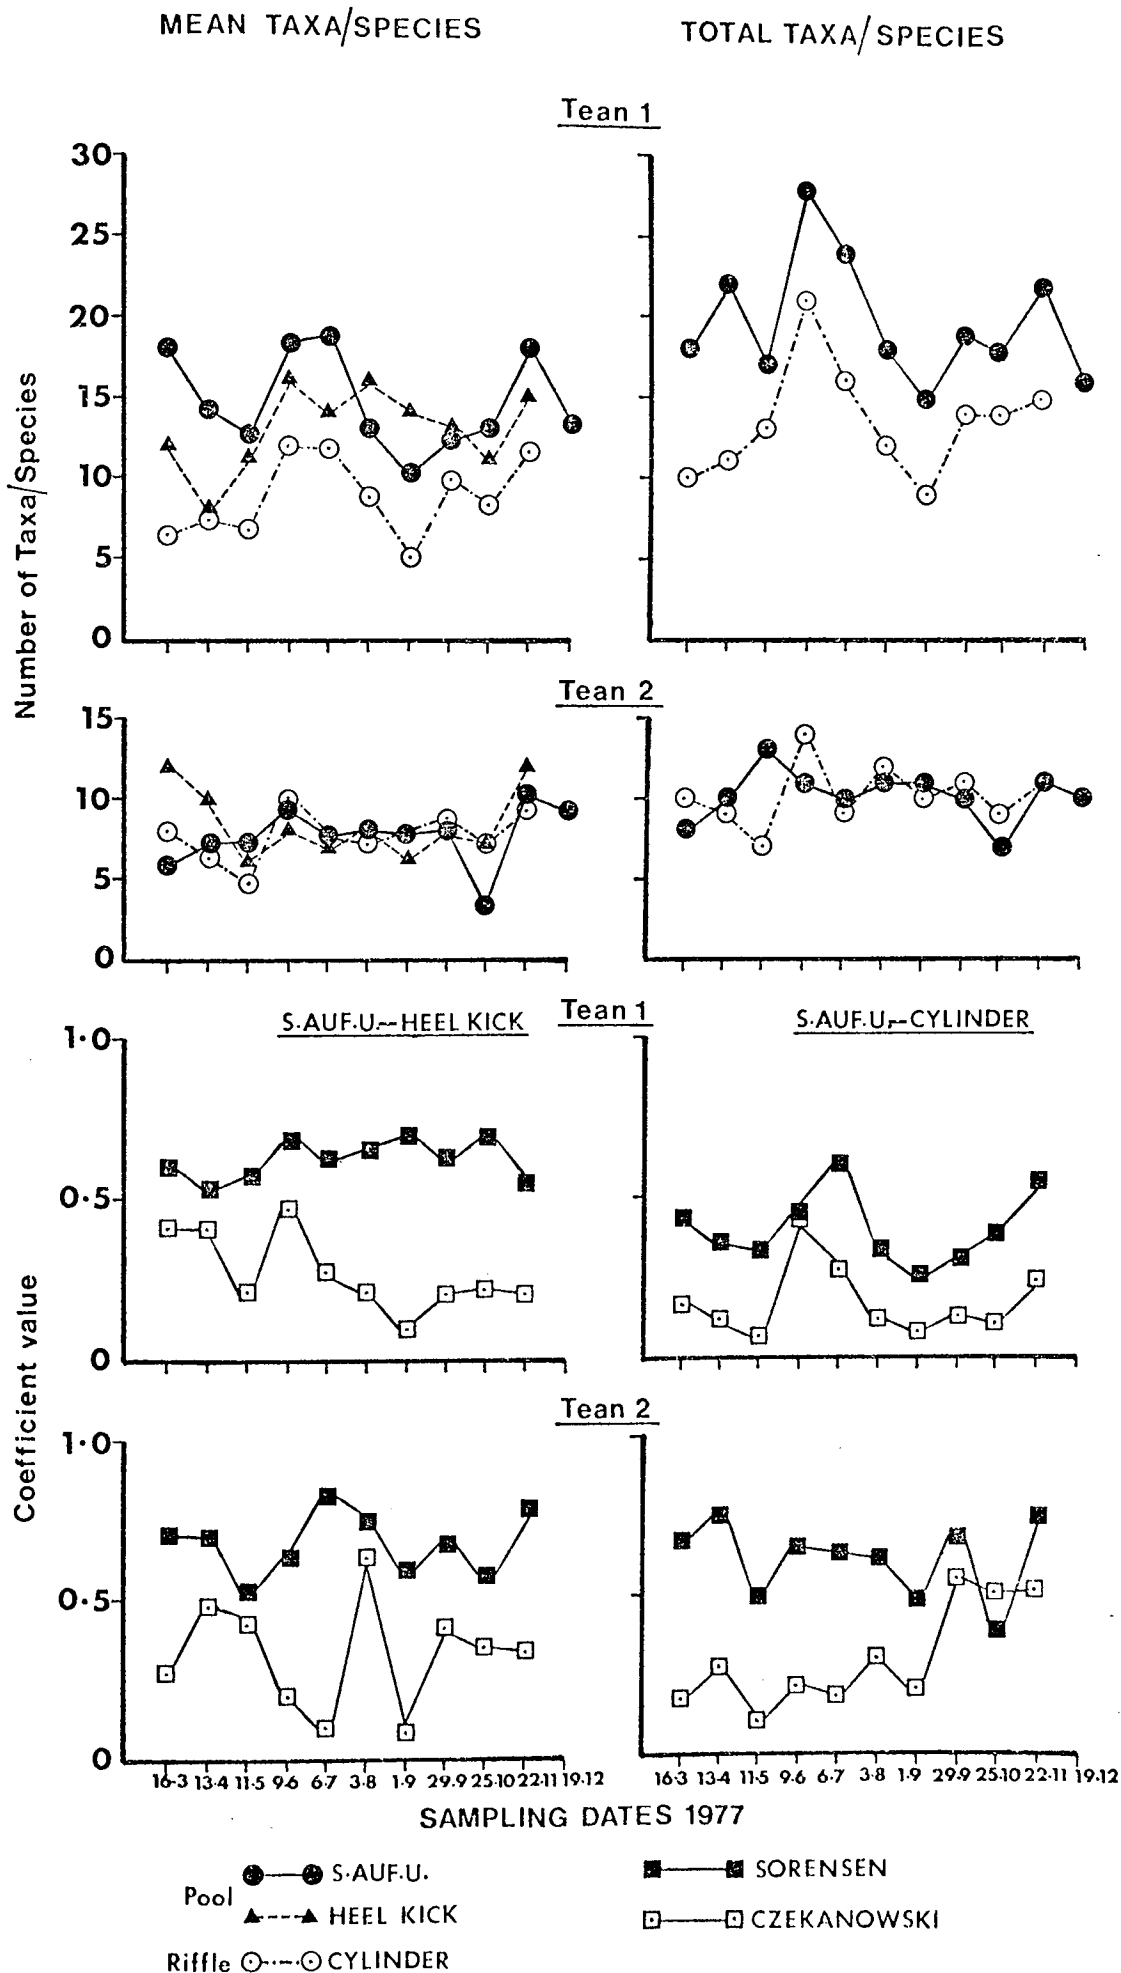 MEAN TAXA/SPECIES
TOTAL TAXA/SPECIES
Tean 1
30
25
20
15
10
5
0
Number of Taxa/Species
Tean 2
15
10
5
0
Tean 1
S.AUF.U.--HEEL KICK
S.AUF.U.--CYLINDER
1.0
0.5
0
Coefficient value
Tean 2
1.0
0.5
0
16.3 13.4 11.5 9.6 6.7 3.8 1.9 29.9 25.10 22.11 19.12
16.3 13.4 11.5 9.6 6.7 3.8 1.9 29.9 25.10 22.11 19.12
SAMPLING DATES 1977
Pool
S.AUF.U.
HEEL KICK
Riffle
CYLINDER
SORENSEN
CZEKANOWSKI